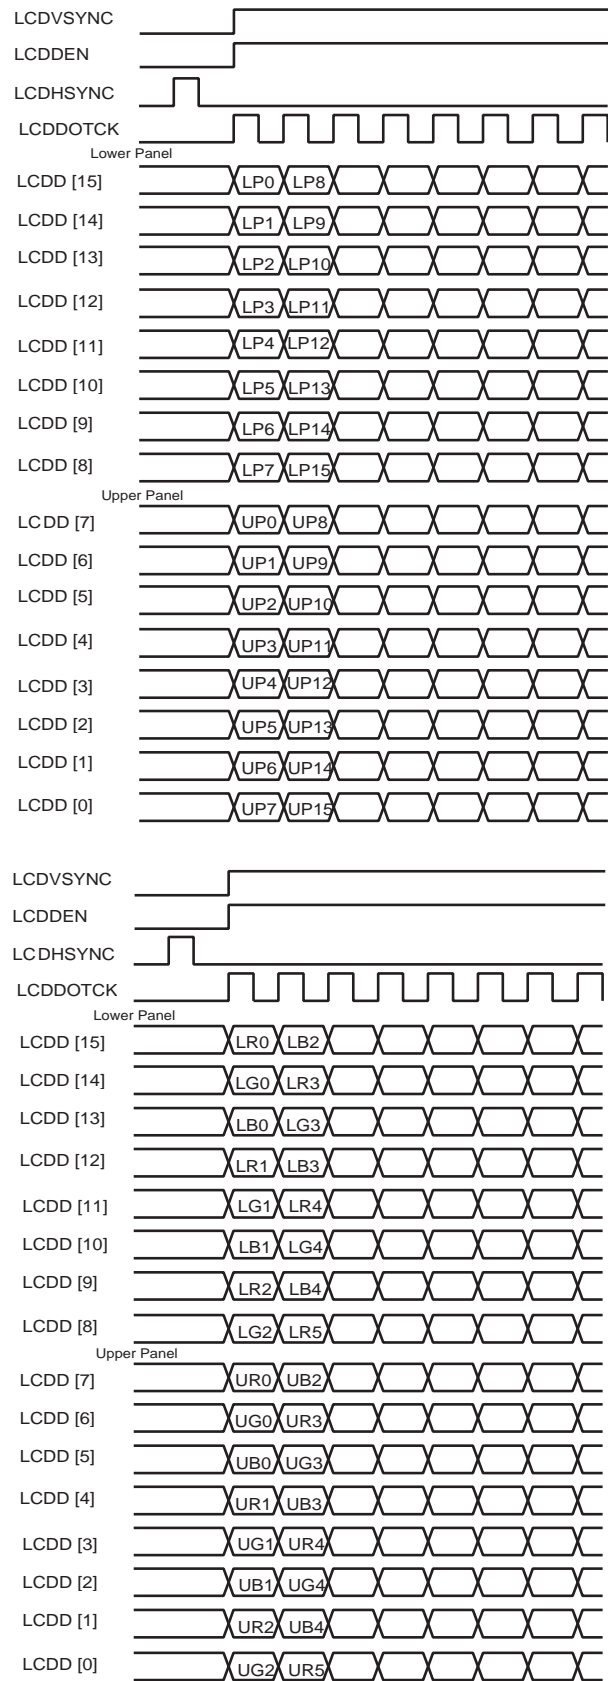 LCDVSYNC
LCDDEN
LCDHSYNC
LCDDOTCK
Lower Panel
LCDD [15] LP0 LP8
LCDD [14] LP1 LP9
LCDD [13] LP2 LP10
LCDD [12] LP3 LP11
LCDD [11] LP4 LP12
LCDD [10] LP5 LP13
LCDD [9] LP6 LP14
LCDD [8] LP7 LP15
Upper Panel
LCDD [7] UP0 UP8
LCDD [6] UP1 UP9
LCDD [5] UP2 UP10
LCDD [4] UP3 UP11
LCDD [3] UP4 UP12
LCDD [2] UP5 UP13
LCDD [1] UP6 UP14
LCDD [0] UP7 UP15
LCDVSYNC
LCDDEN
LCDHSYNC
LCDDOTCK
Lower Panel
LCDD [15] LR0 LB2
LCDD [14] LG0 LR3
LCDD [13] LB0 LG3
LCDD [12] LR1 LB3
LCDD [11] LG1 LR4
LCDD [10] LB1 LG4
LCDD [9] LR2 LB4
LCDD [8] LG2 LR5
Upper Panel
LCDD [7] UR0 UB2
LCDD [6] UG0 UR3
LCDD [5] UB0 UG3
LCDD [4] UR1 UB3
LCDD [3] UG1 UR4
LCDD [2] UB1 UG4
LCDD [1] UR2 UB4
LCDD [0] UG2 UR5